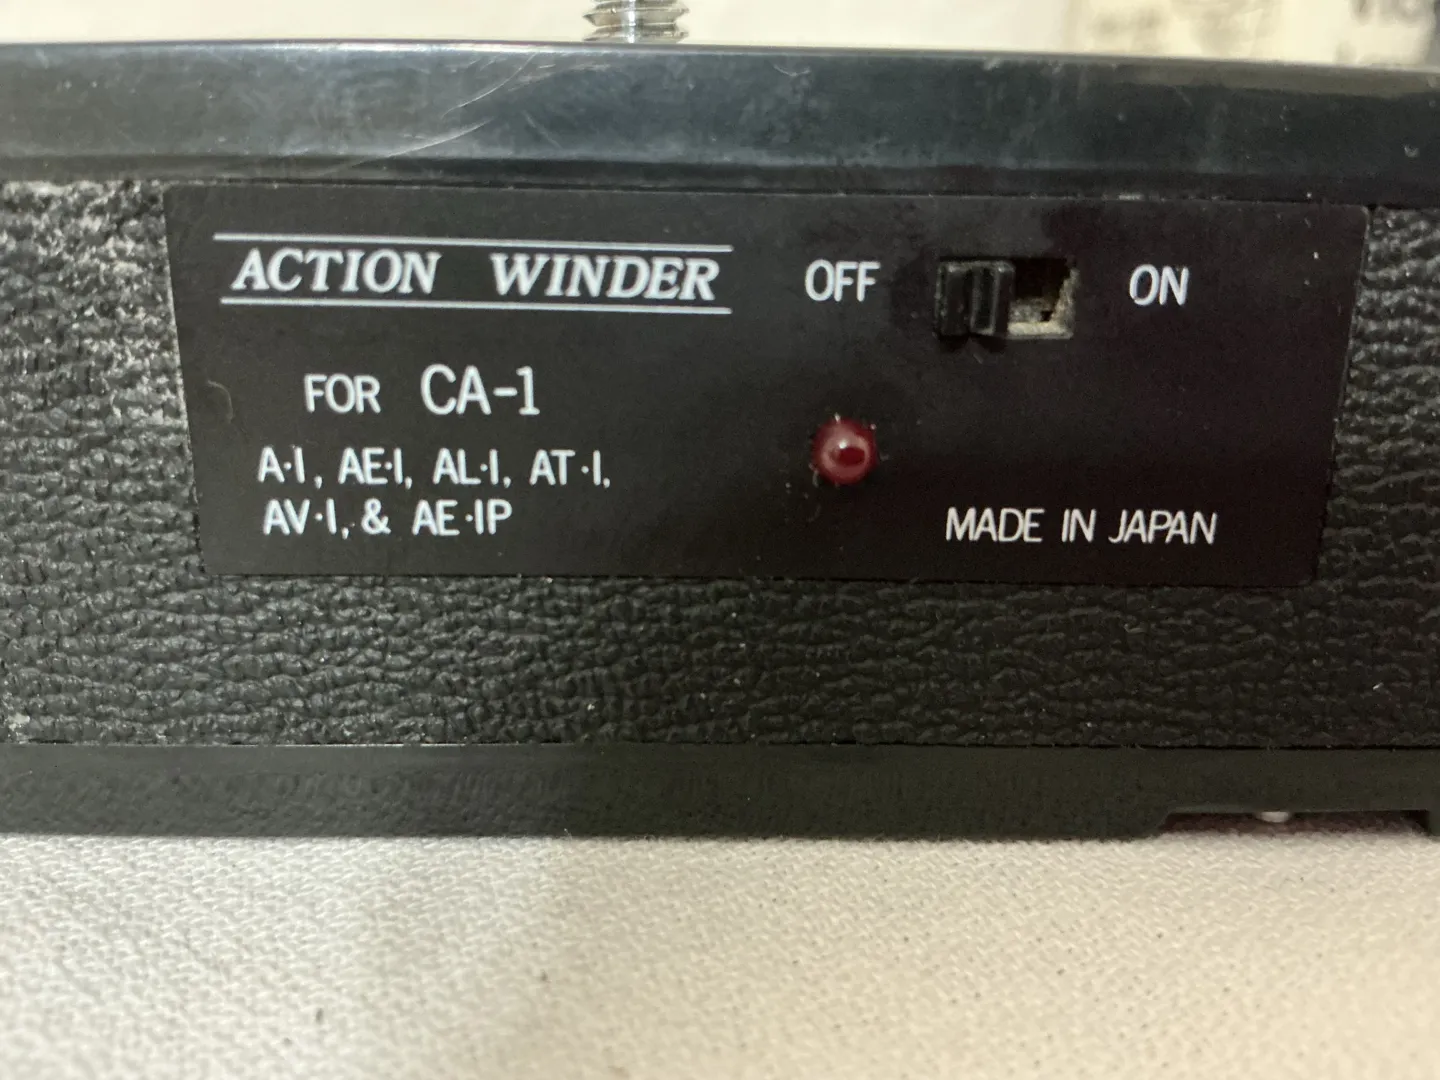 ACTION WINDER
OFF
ON
FOR CA-1
A·1, AE·1, AL·1, AT·1,
AV·1, & AE·1P
MADE IN JAPAN